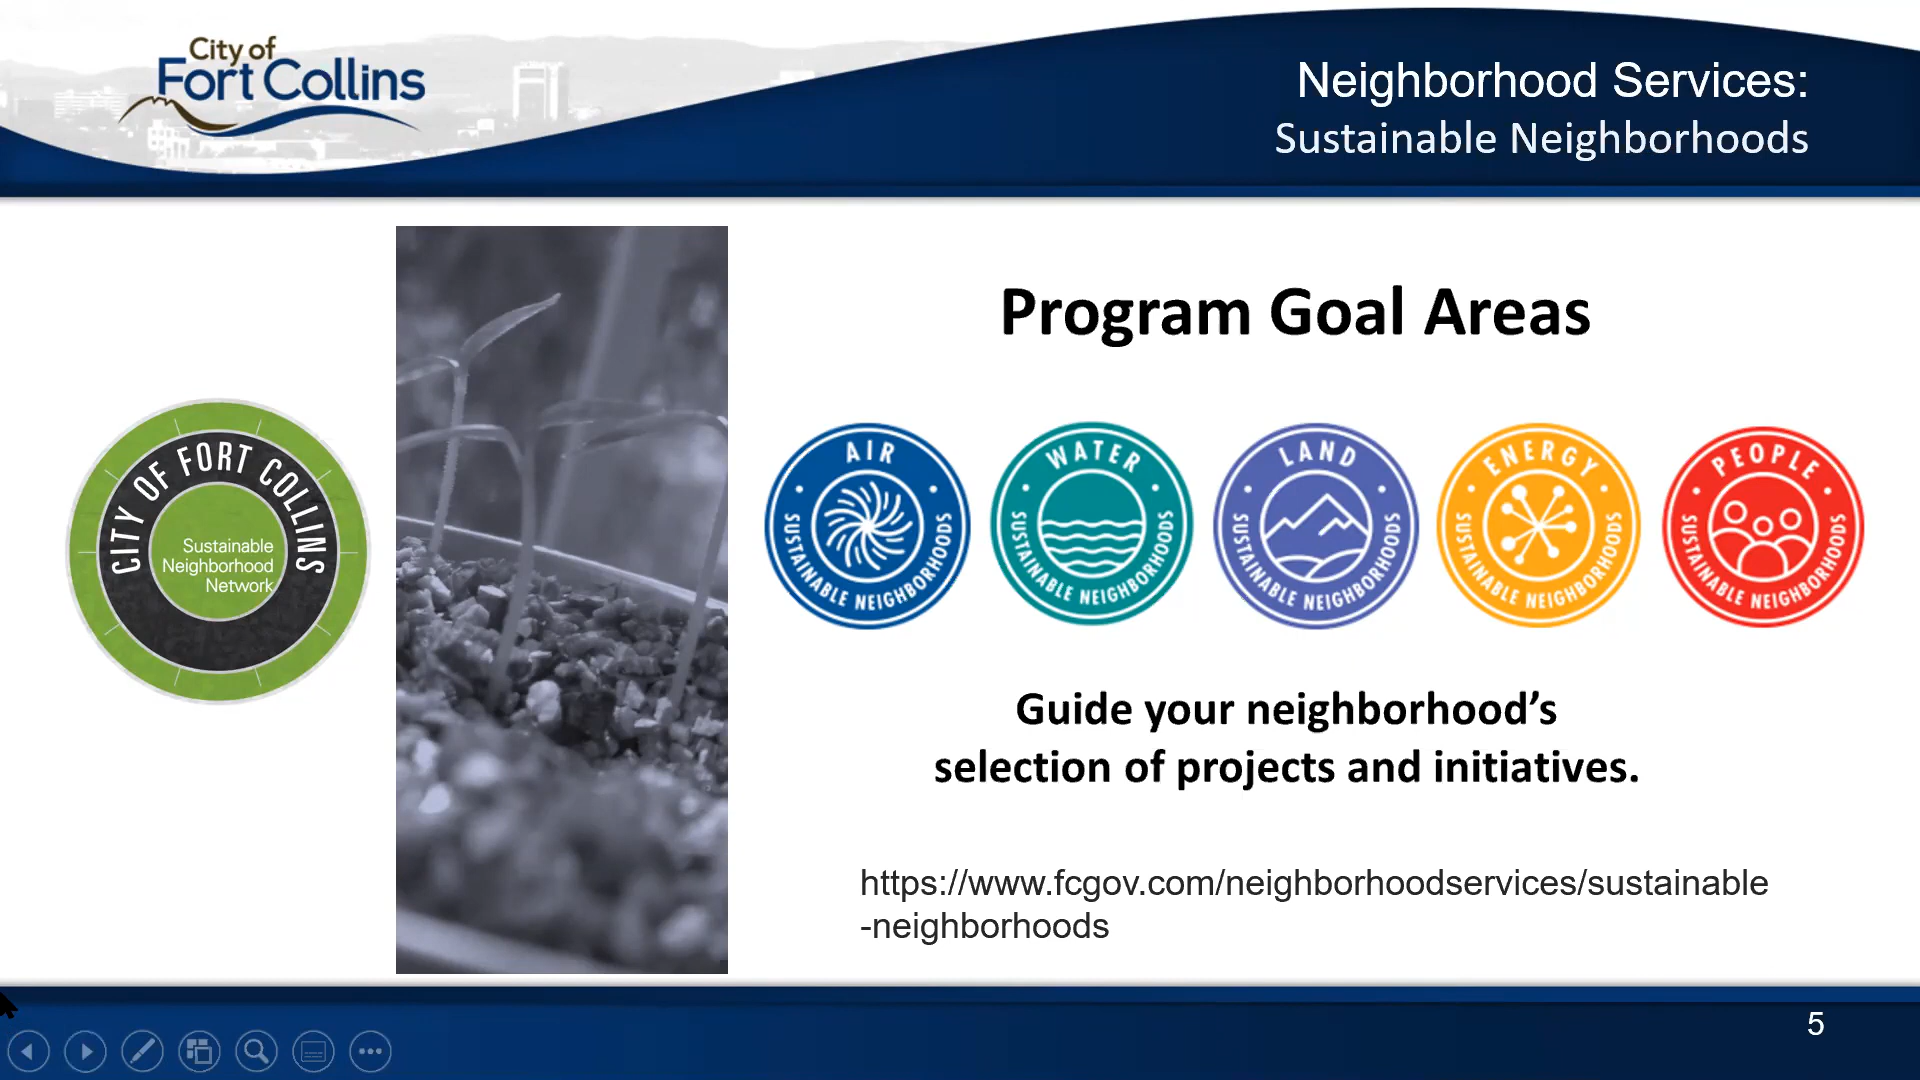 City of
Fort Collins
Neighborhood Services:
Sustainable Neighborhoods
CITY OF FORT COLLINS
Sustainable
Neighborhood
Network
Program Goal Areas
AIR
SUSTAINABLE NEIGHBORHOODS
WATER
SUSTAINABLE NEIGHBORHOODS
LAND
SUSTAINABLE NEIGHBORHOODS
ENERGY
SUSTAINABLE NEIGHBORHOODS
PEOPLE
SUSTAINABLE NEIGHBORHOODS
Guide your neighborhood’s
selection of projects and initiatives.
https://www.fcgov.com/neighborhoodservices/sustainable
-neighborhoods
5